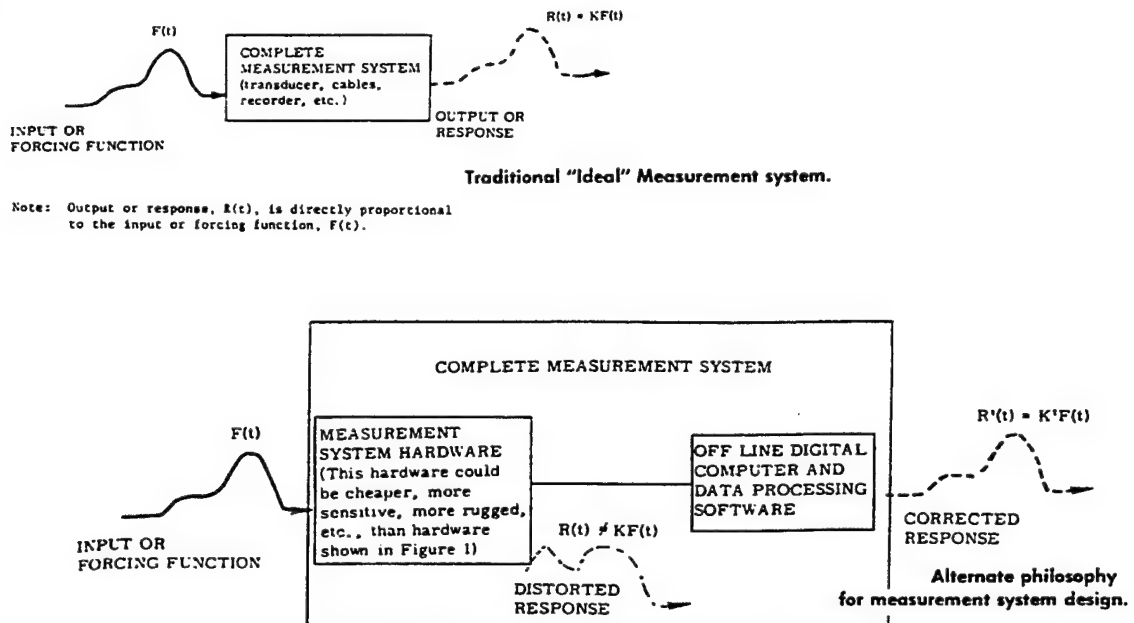 F(t)
R(t) = KF(t)
COMPLETE
MEASUREMENT SYSTEM
(transducer, cables,
recorder, etc.)
INPUT OR
FORCING FUNCTION
OUTPUT OR
RESPONSE
Traditional "Ideal" Measurement system.
Note: Output or response, R(t), is directly proportional
to the input or forcing function, F(t).
COMPLETE MEASUREMENT SYSTEM
F(t)
MEASUREMENT
SYSTEM HARDWARE
(This hardware could
be cheaper, more
sensitive, more rugged,
etc., than hardware
shown in Figure 1)
OFF LINE DIGITAL
COMPUTER AND
DATA PROCESSING
SOFTWARE
R'(t) = K'F(t)
INPUT OR
FORCING FUNCTION
R(t) ≠ KF(t)
DISTORTED
RESPONSE
CORRECTED
RESPONSE
Alternate philosophy
for measurement system design.